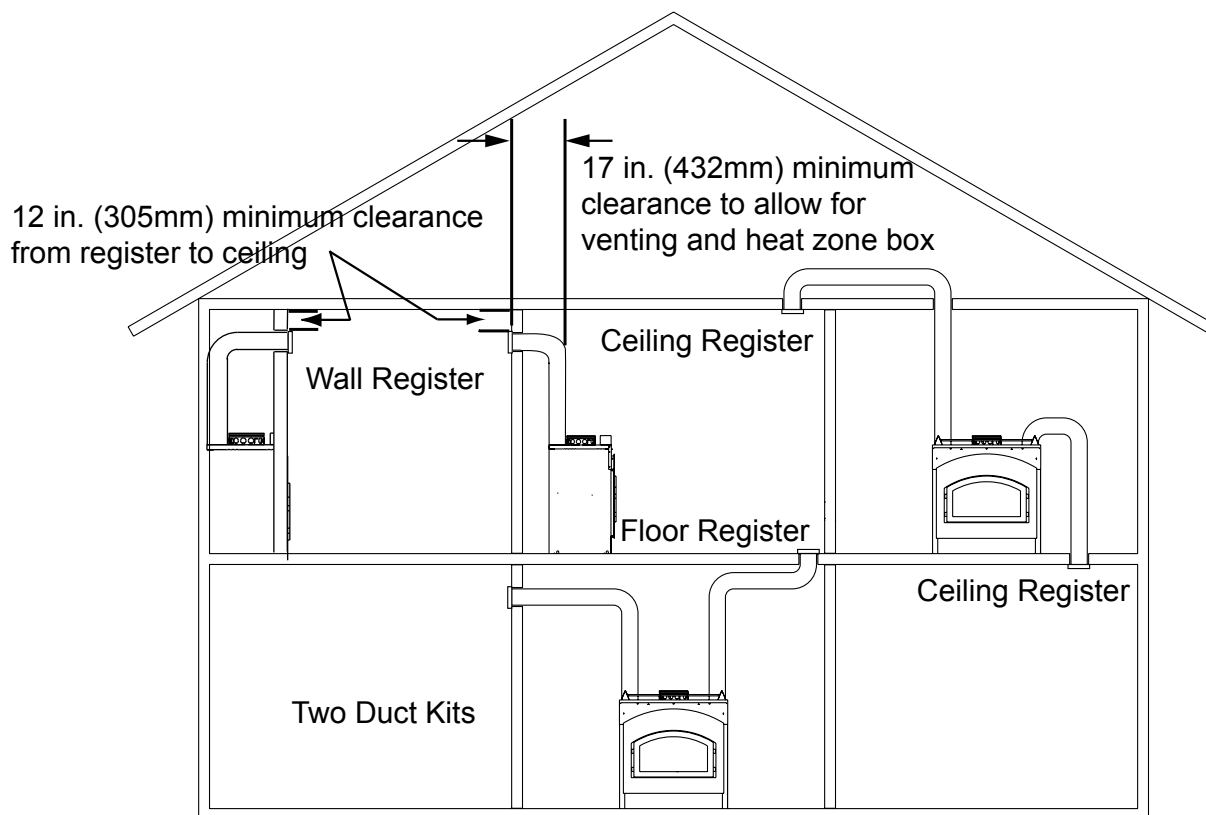 17 in. (432mm) minimum
clearance to allow for
venting and heat zone box
12 in. (305mm) minimum clearance
from register to ceiling
Ceiling Register
Wall Register
Floor Register
Ceiling Register
Two Duct Kits